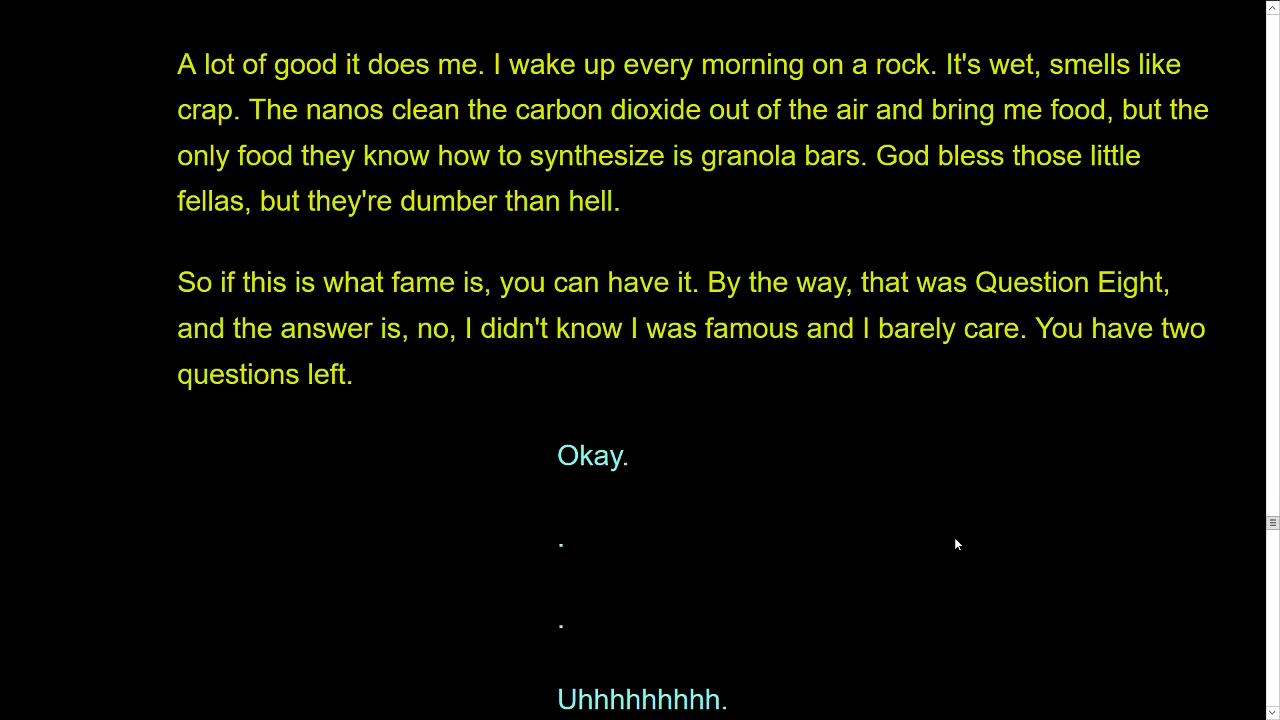 A lot of good it does me. I wake up every morning on a rock. It's wet, smells like
crap. The nanos clean the carbon dioxide out of the air and bring me food, but the
only food they know how to synthesize is granola bars. God bless those little
fellas, but they're dumber than hell.
So if this is what fame is, you can have it. By the way, that was Question Eight,
and the answer is, no, I didn't know I was famous and I barely care. You have two
questions left.
Okay.
.
.
Uhhhhhhhhh.